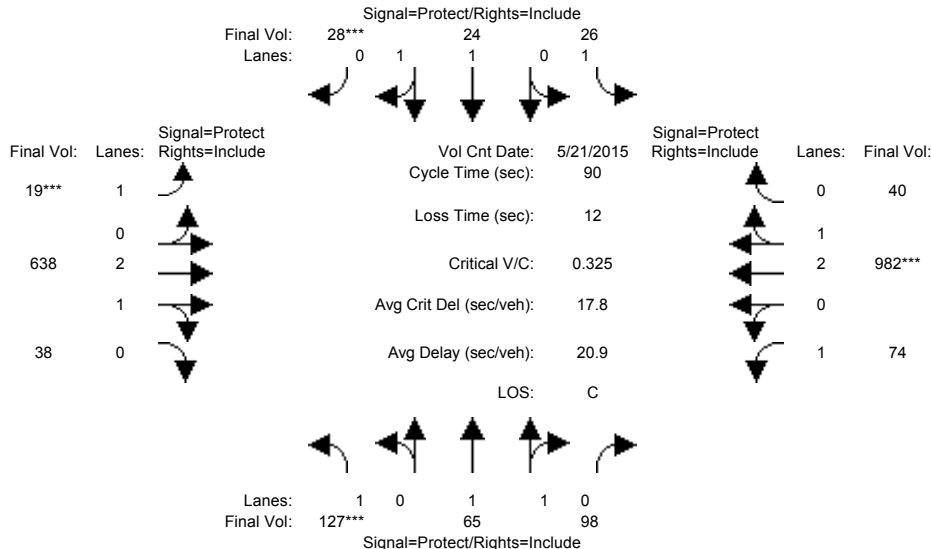 Signal=Protect/Rights=Include
Final Vol: 28*** 24 26
Lanes: 0 1 1 0 1
Signal=Protect Signal=Protect
Final Vol: Lanes: Rights=Include Vol Cnt Date: 5/21/2015 Rights=Include Lanes: Final Vol:
Cycle Time (sec): 90
19*** 1 0 40
Loss Time (sec): 12
0 1
638 2 Critical V/C: 0.325 2 982***
1 Avg Crit Del (sec/veh): 17.8 0
38 0 Avg Delay (sec/veh): 20.9 1 74
LOS: C
Lanes: 1 0 1 1 0
Final Vol: 127*** 65 98
Signal=Protect/Rights=Include